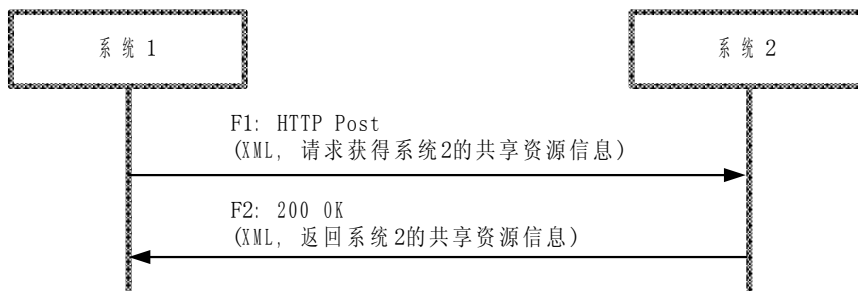 系统1
系统2
F1: HTTP Post
(XML, 请求获得系统2的共享资源信息)
F2: 200 OK
(XML, 返回系统2的共享资源信息)